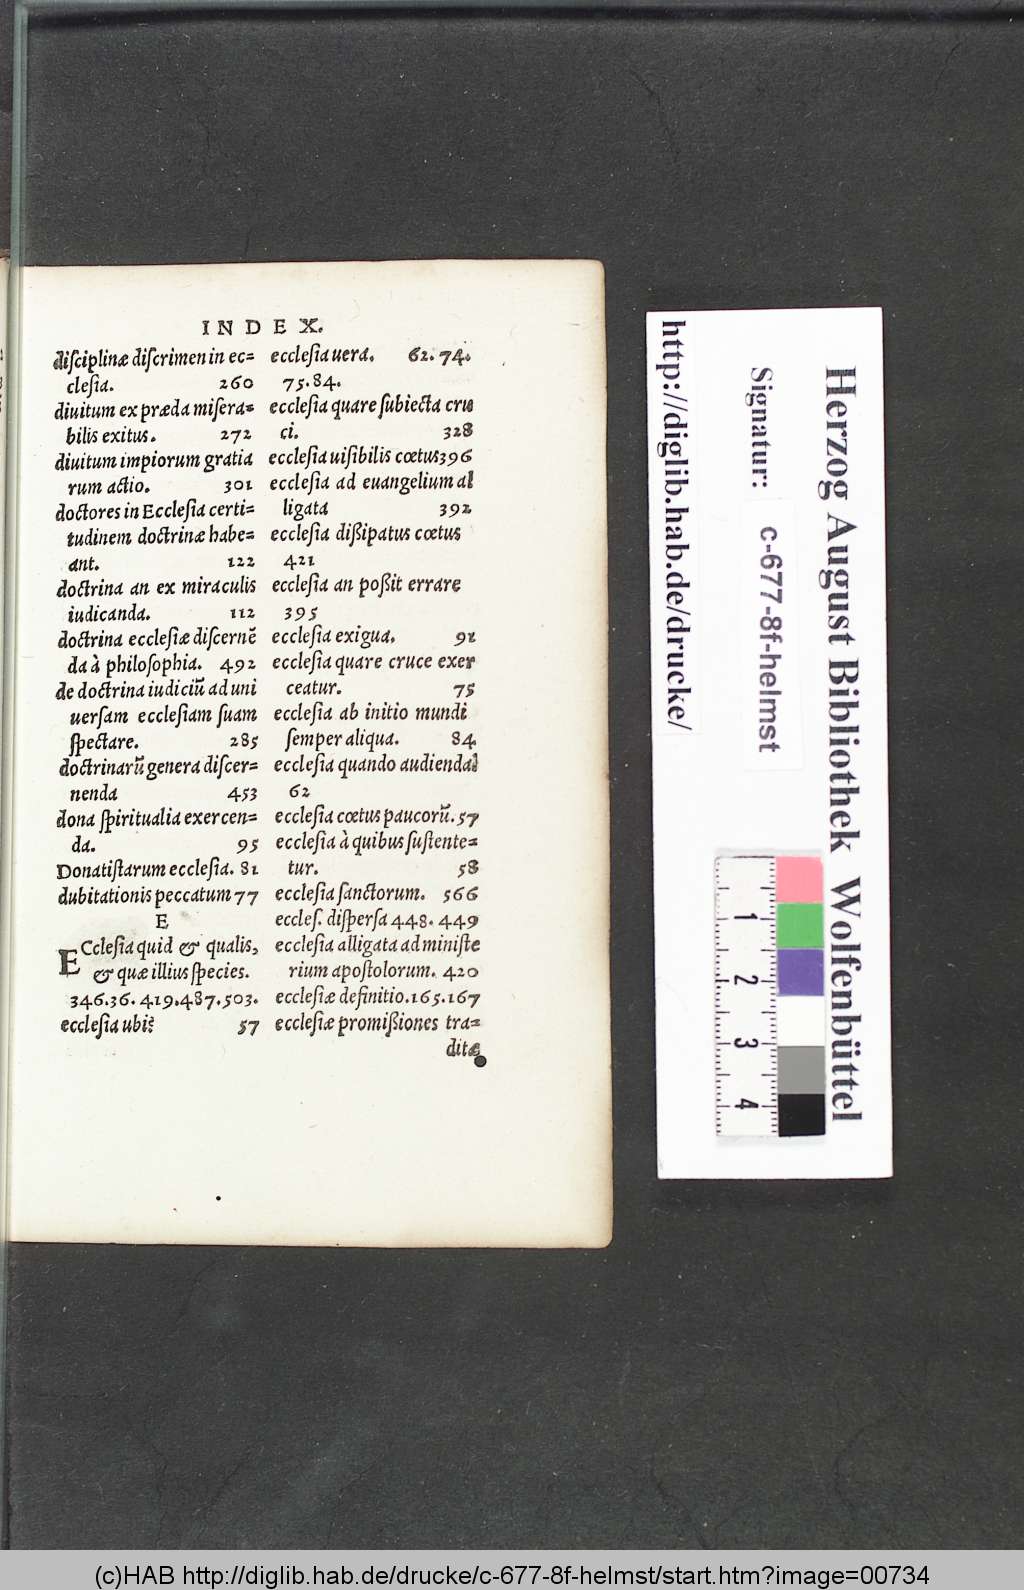 INDEX.
disciplinæ discrimen in ec=
clesia. 260
diuitum ex præda misera=
bilis exitus. 272
diuitum impiorum gratia
rum actio. 301
doctores in Ecclesia certi=
tudinem doctrinæ habe=
ant. 122
doctrina an ex miraculis
iudicanda. 112
doctrina ecclesiæ discernẽ
da à philosophia. 492
de doctrina iudiciũ ad uni
uersam ecclesiam suam
spectare. 285
doctrinarũ genera discer=
nenda 453
dona spiritualia exercen=
da. 95
Donatistarum ecclesia. 81
dubitationis peccatum 77
E
ECclesia quid & qualis,
& quæ illius species.
346.36.419.487.503.
ecclesia ubi? 57
ecclesia uera. 62.74.
75.84.
ecclesia quare subiecta cru
ci. 328
ecclesia uisibilis cœtus 396
ecclesia ad euangelium al
ligata 392
ecclesia dißipatus cœtus
421
ecclesia an poßit errare
395
ecclesia exigua. 91
ecclesia quare cruce exer
ceatur. 75
ecclesia ab initio mundi
semper aliqua. 84
ecclesia quando audienda?
62
ecclesia cœtus paucorũ. 57
ecclesia à quibus sustente=
tur. 58
ecclesia sanctorum. 566
eccles. dispersa 448. 449
ecclesia alligata ad ministe
rium apostolorum. 420
ecclesiæ definitio. 165.167
ecclesiæ promißiones tra=
ditæ
Herzog August Bibliothek Wolfenbüttel
Signatur: c-677-8f-helmst
http://diglib.hab.de/drucke/
1
2
3
4
(c)HAB http://diglib.hab.de/drucke/c-677-8f-helmst/start.htm?image=00734